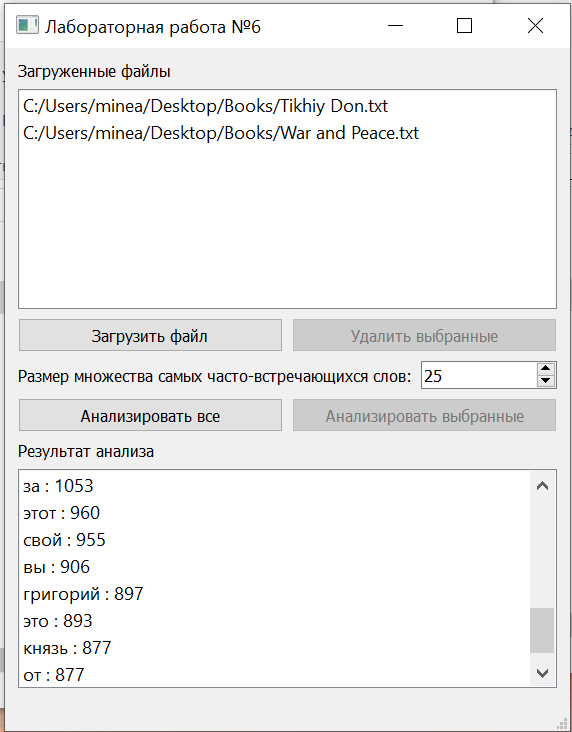 Лабораторная работа №6
Загруженные файлы
C:/Users/minea/Desktop/Books/Tikhiy Don.txt
C:/Users/minea/Desktop/Books/War and Peace.txt
Загрузить файл
Удалить выбранные
Размер множества самых часто-встречающихся слов:
25
Анализировать все
Анализировать выбранные
Результат анализа
за : 1053
этот : 960
свой : 955
вы : 906
григорий : 897
это : 893
князь : 877
от : 877